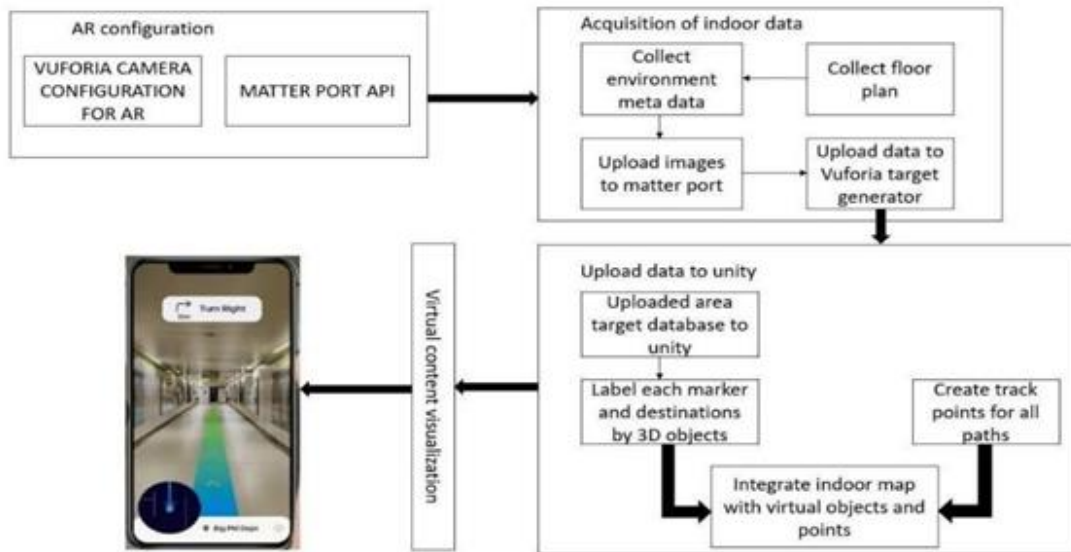 AR configuration
VUFORIA CAMERA
CONFIGURATION
FOR AR
MATTER PORT API
Acquisition of indoor data
Collect
environment
meta data
Collect floor
plan
Upload images
to matter port
Upload data to
Vuforia target
generator
Upload data to unity
Uploaded area
target database to
unity
Label each marker
and destinations
by 3D objects
Create track
points for all
paths
Integrate indoor map
with virtual objects and
points
Virtual content visualization
Turn Right